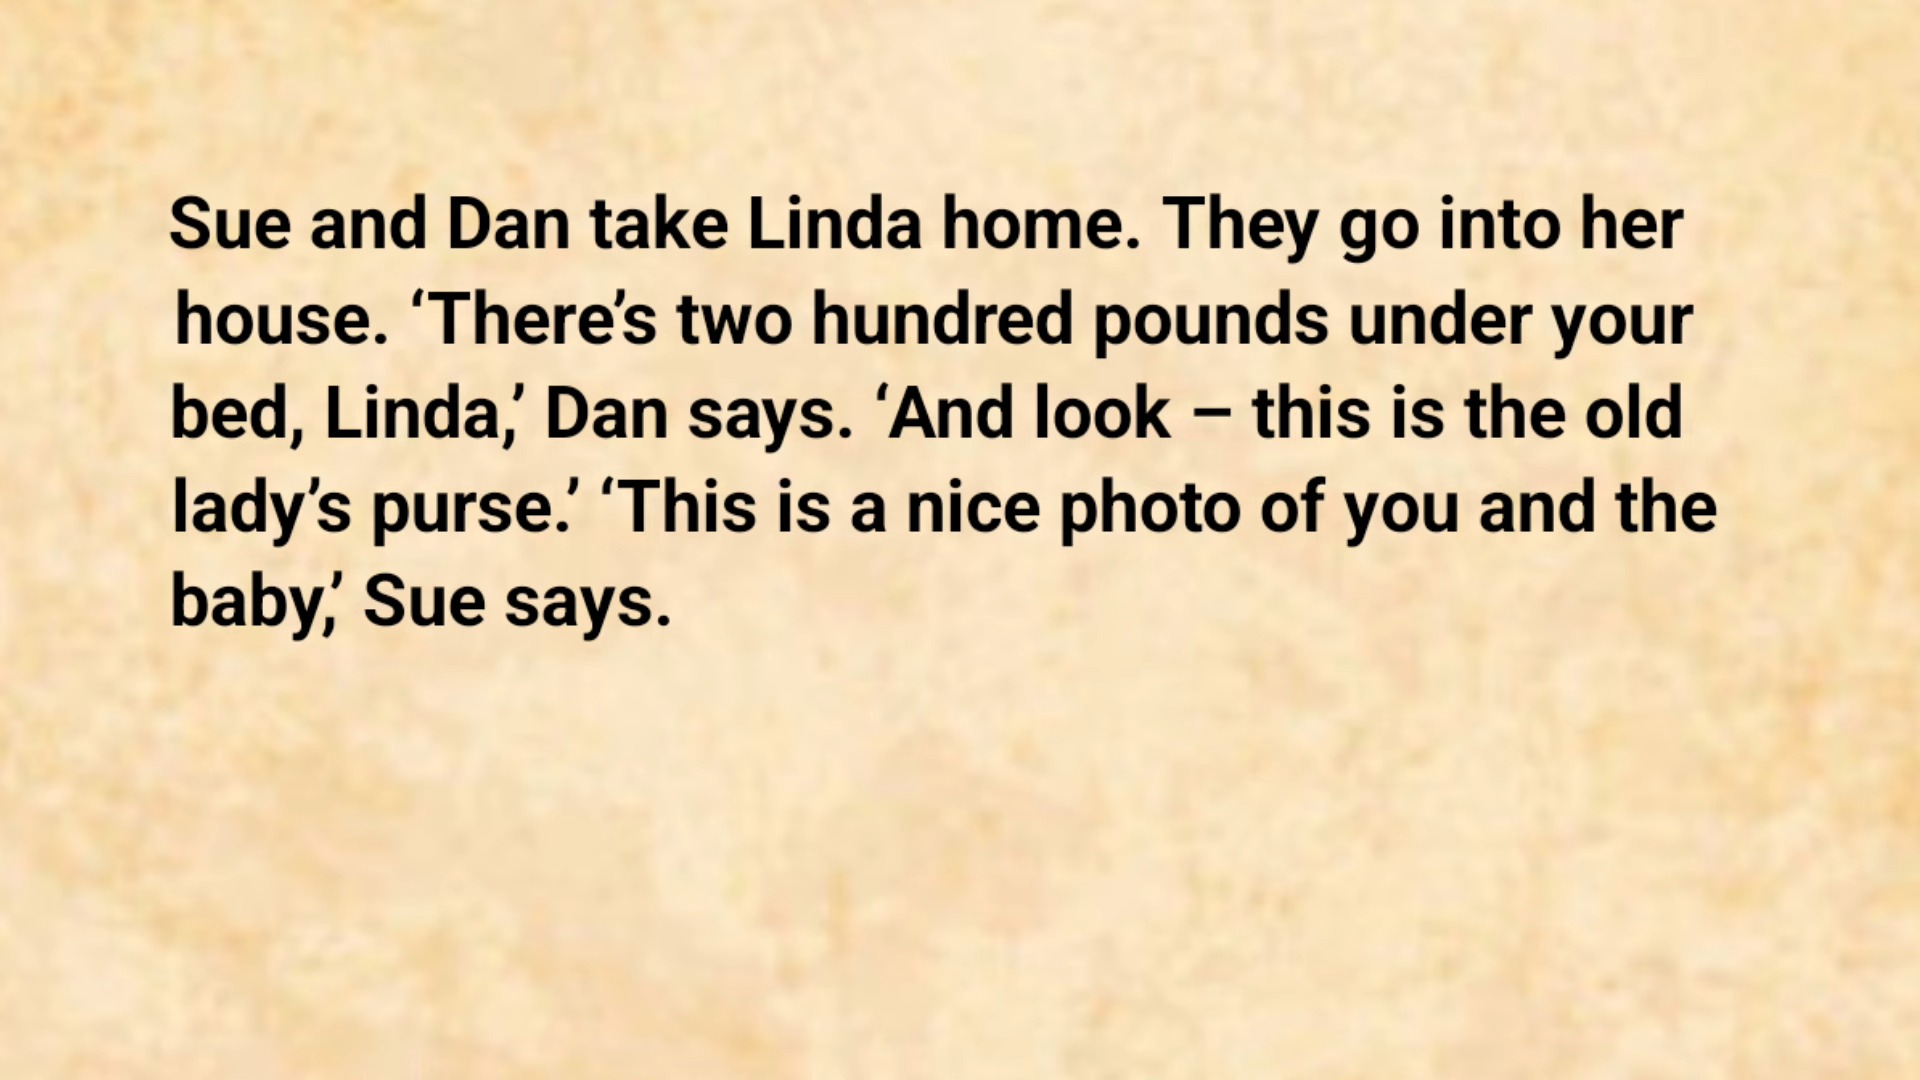 Sue and Dan take Linda home. They go into her
house. ‘There’s two hundred pounds under your
bed, Linda,’ Dan says. ‘And look – this is the old
lady’s purse.’ ‘This is a nice photo of you and the
baby,’ Sue says.